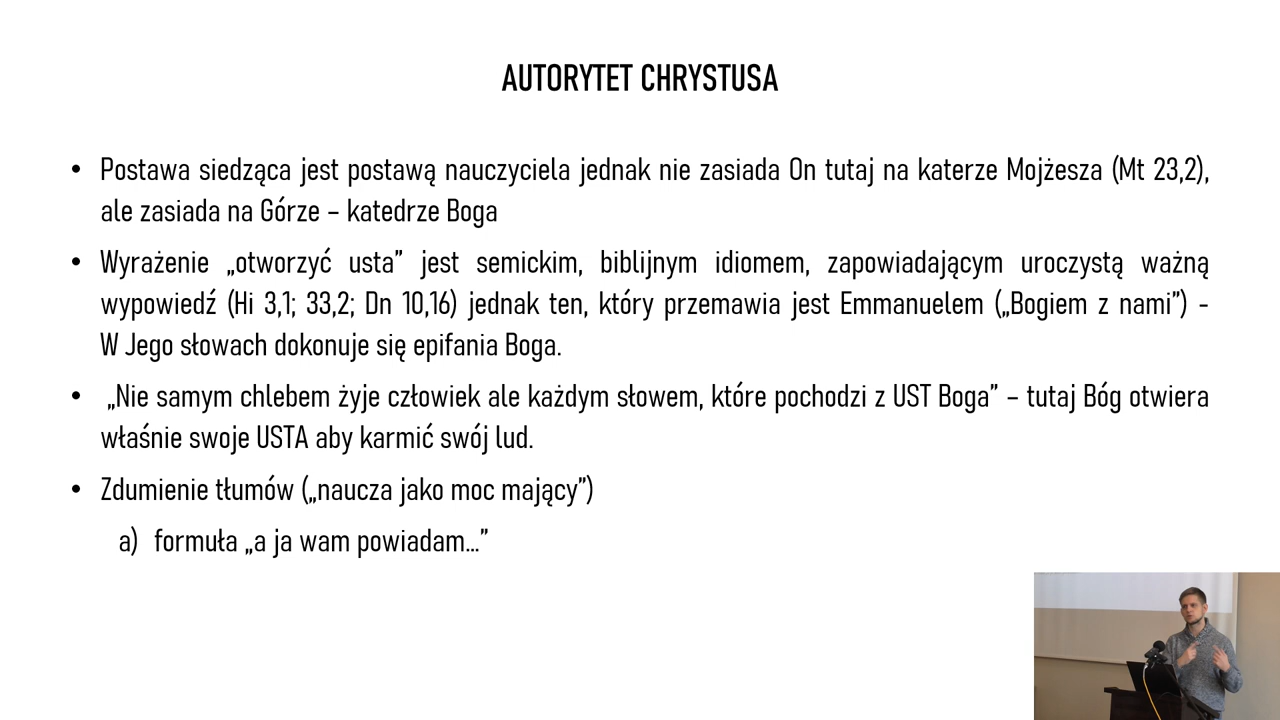 AUTORYTET CHRYSTUSA
• Postawa siedząca jest postawą nauczyciela jednak nie zasiada On tutaj na katerze Mojżesza (Mt 23,2),
ale zasiada na Górze – katedrze Boga
• Wyrażenie „otworzyć usta” jest semickim, biblijnym idiomem, zapowiadającym uroczystą ważną
wypowiedź (Hi 3,1; 33,2; Dn 10,16) jednak ten, który przemawia jest Emmanuelem („Bogiem z nami”) -
W Jego słowach dokonuje się epifania Boga.
• „Nie samym chlebem żyje człowiek ale każdym słowem, które pochodzi z UST Boga” – tutaj Bóg otwiera
właśnie swoje USTA aby karmić swój lud.
• Zdumienie tłumów („naucza jako moc mający”)
a) formuła „a ja wam powiadam…”